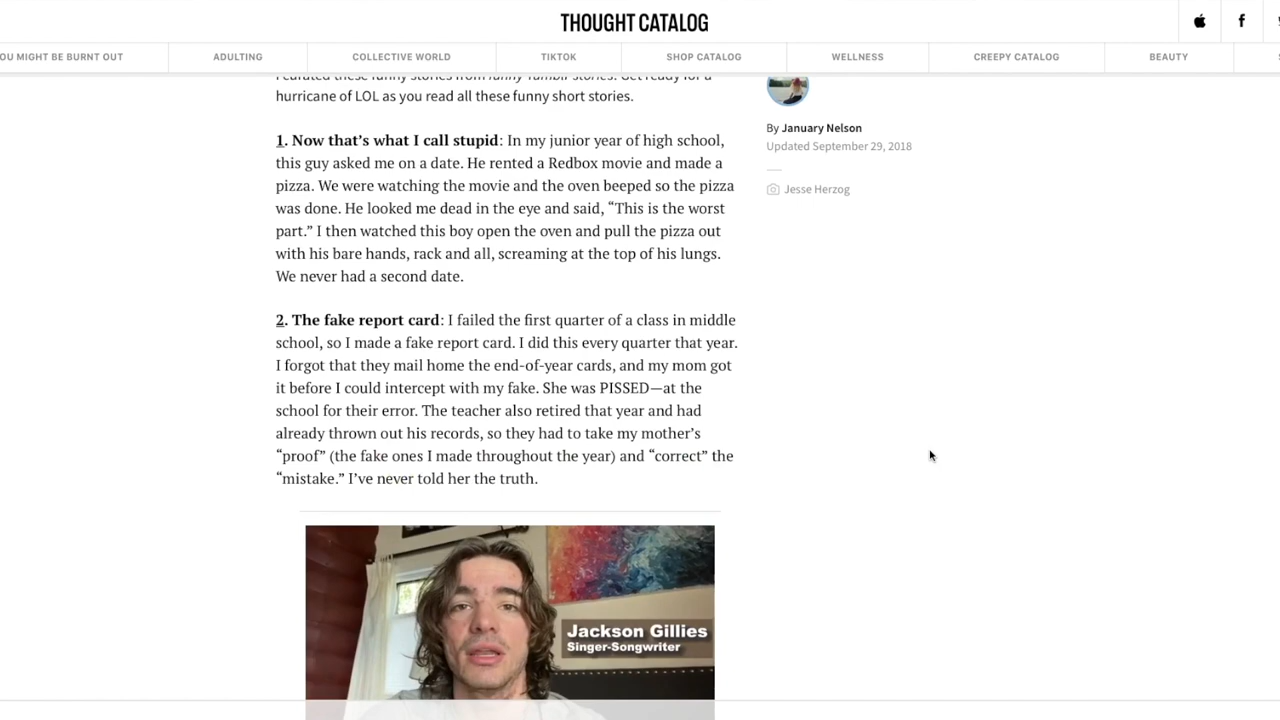 THOUGHT CATALOG
OU MIGHT BE BURNT OUT
ADULTING
COLLECTIVE WORLD
TIKTOK
SHOP CATALOG
WELLNESS
CREEPY CATALOG
BEAUTY
I curated these funny stories from funny Tumblr stories. Get ready for a
hurricane of LOL as you read all these funny short stories.
1. Now that’s what I call stupid: In my junior year of high school,
this guy asked me on a date. He rented a Redbox movie and made a
pizza. We were watching the movie and the oven beeped so the pizza
was done. He looked me dead in the eye and said, “This is the worst
part.” I then watched this boy open the oven and pull the pizza out
with his bare hands, rack and all, screaming at the top of his lungs.
We never had a second date.
2. The fake report card: I failed the first quarter of a class in middle
school, so I made a fake report card. I did this every quarter that year.
I forgot that they mail home the end-of-year cards, and my mom got
it before I could intercept with my fake. She was PISSED—at the
school for their error. The teacher also retired that year and had
already thrown out his records, so they had to take my mother’s
“proof” (the fake ones I made throughout the year) and “correct” the
“mistake.” I’ve never told her the truth.
Jackson Gillies
Singer-Songwriter
By January Nelson
Updated September 29, 2018
Jesse Herzog